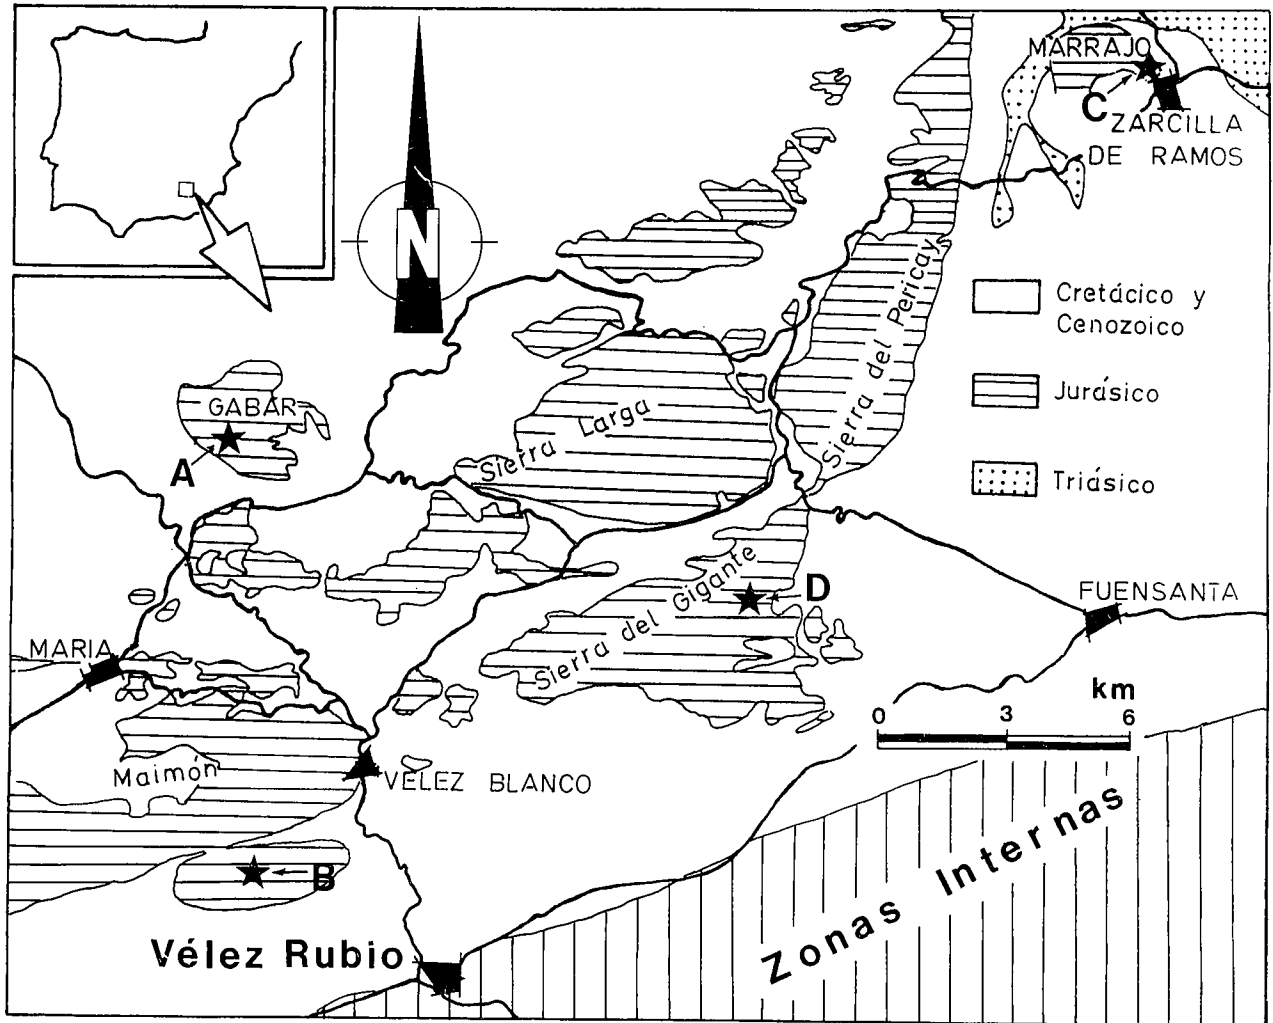 MARRAJO
C
ZARCILLA
DE RAMOS
N
Sierra del Pericay
Cretácico y
Cenozoico
GABAR
Jurásico
Sierra Larga
A
Triásico
Sierra del Gigante
D
FUENSANTA
MARIA
km
0 3 6
Maimón
VELEZ BLANCO
Zonas Internas
B
Vélez Rubio